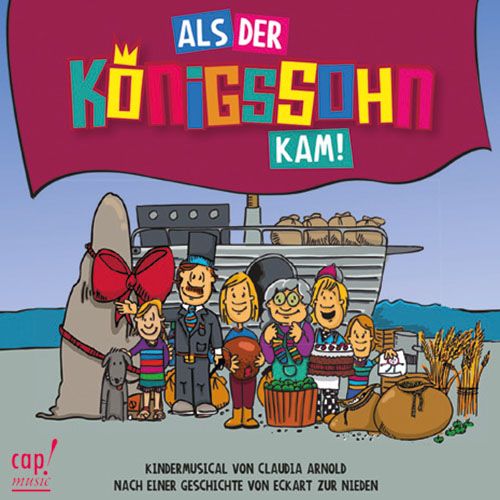 ALS DER
KÖNIGSSOHN
KAM!
cap!
music
KINDERMUSICAL VON CLAUDIA ARNOLD
NACH EINER GESCHICHTE VON ECKART ZUR NIEDEN